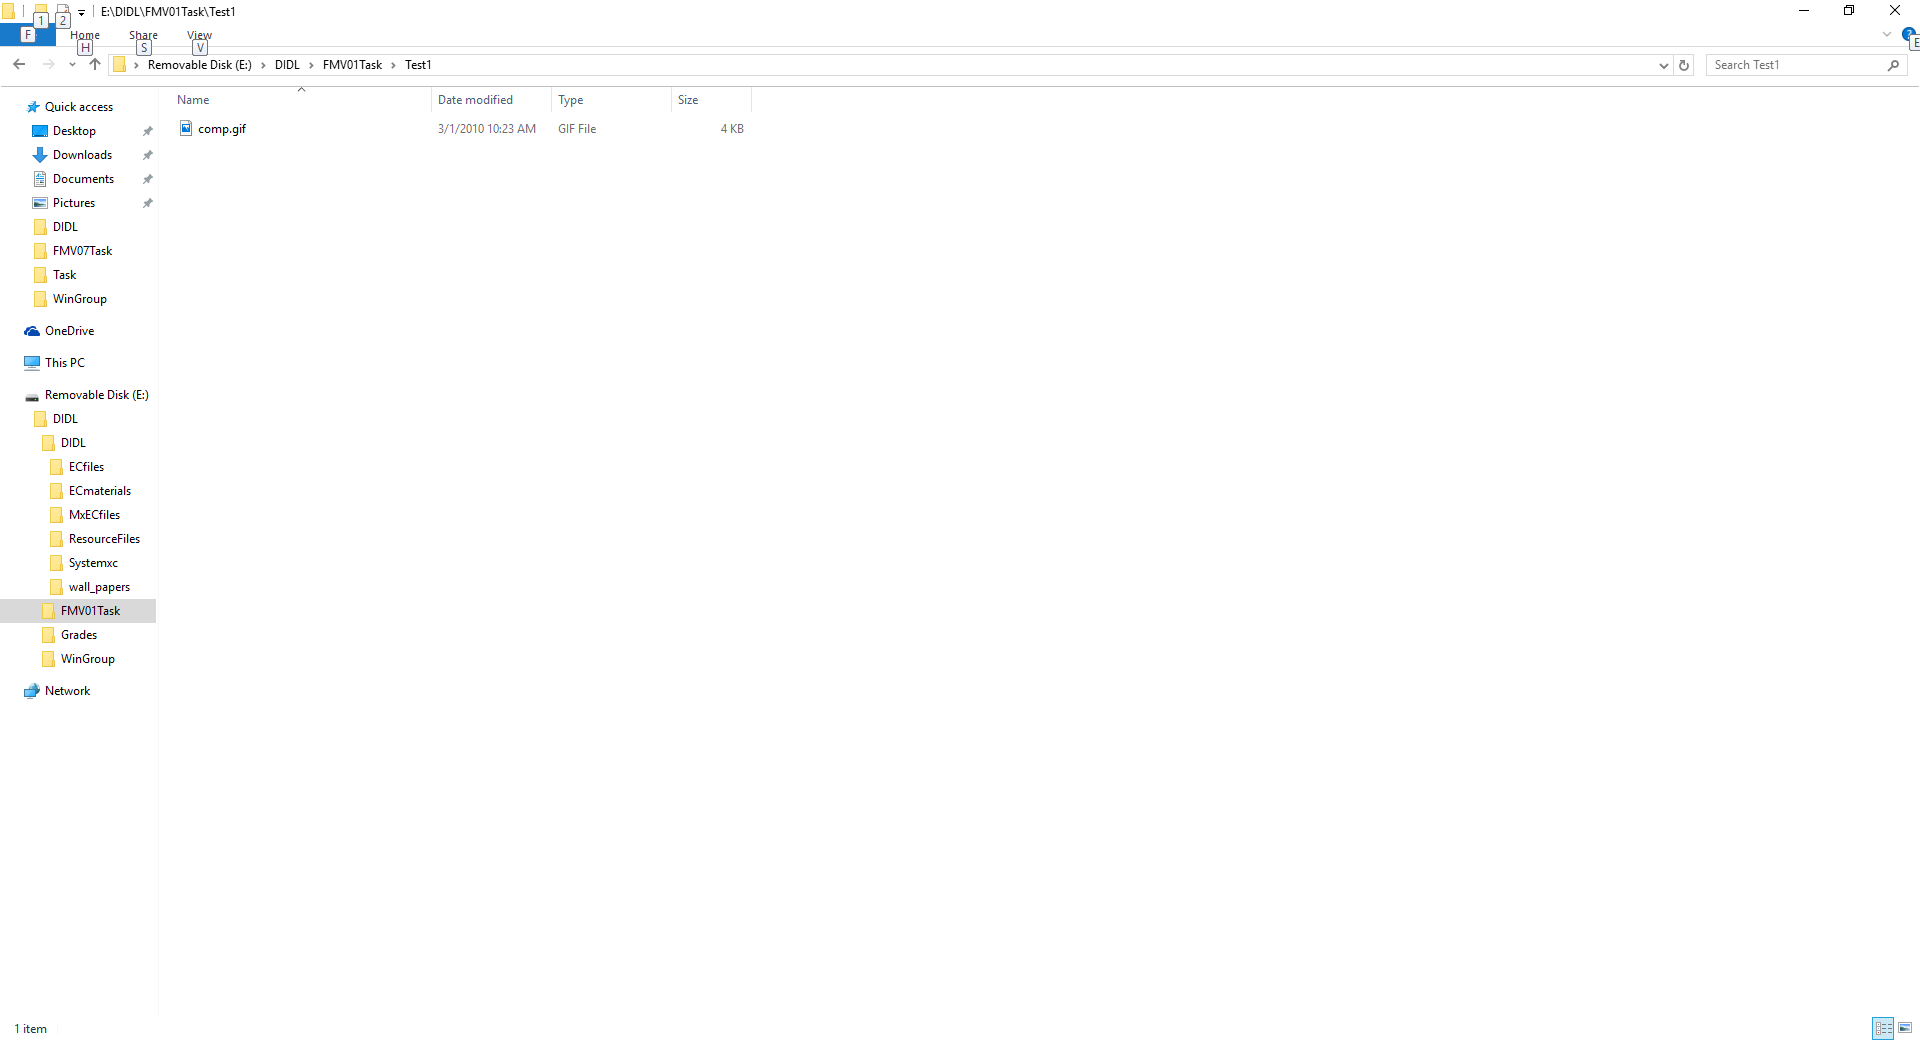 E:\DIDL\FMV01Task\Test1
1 2
F Home Share View
H S V E
Removable Disk (E:) DIDL FMV01Task Test1 Search Test1
Name Date modified Type Size
comp.gif 3/1/2010 10:23 AM GIF File 4 KB
Quick access
Desktop
Downloads
Documents
Pictures
DIDL
FMV07Task
Task
WinGroup
OneDrive
This PC
Removable Disk (E:)
DIDL
DIDL
ECfiles
ECmaterials
MxECfiles
ResourceFiles
Systemxc
wall_papers
FMV01Task
Grades
WinGroup
Network
1 item